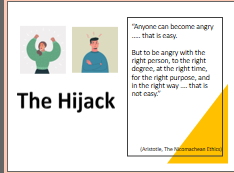 "Anyone can become angry
.... that is easy.
But to be angry with the
right person, to the right
degree, at the right time,
for the right purpose, and
in the right way .... that is
not easy."
The Hijack
(Aristotle, The Nicomachean Ethics)